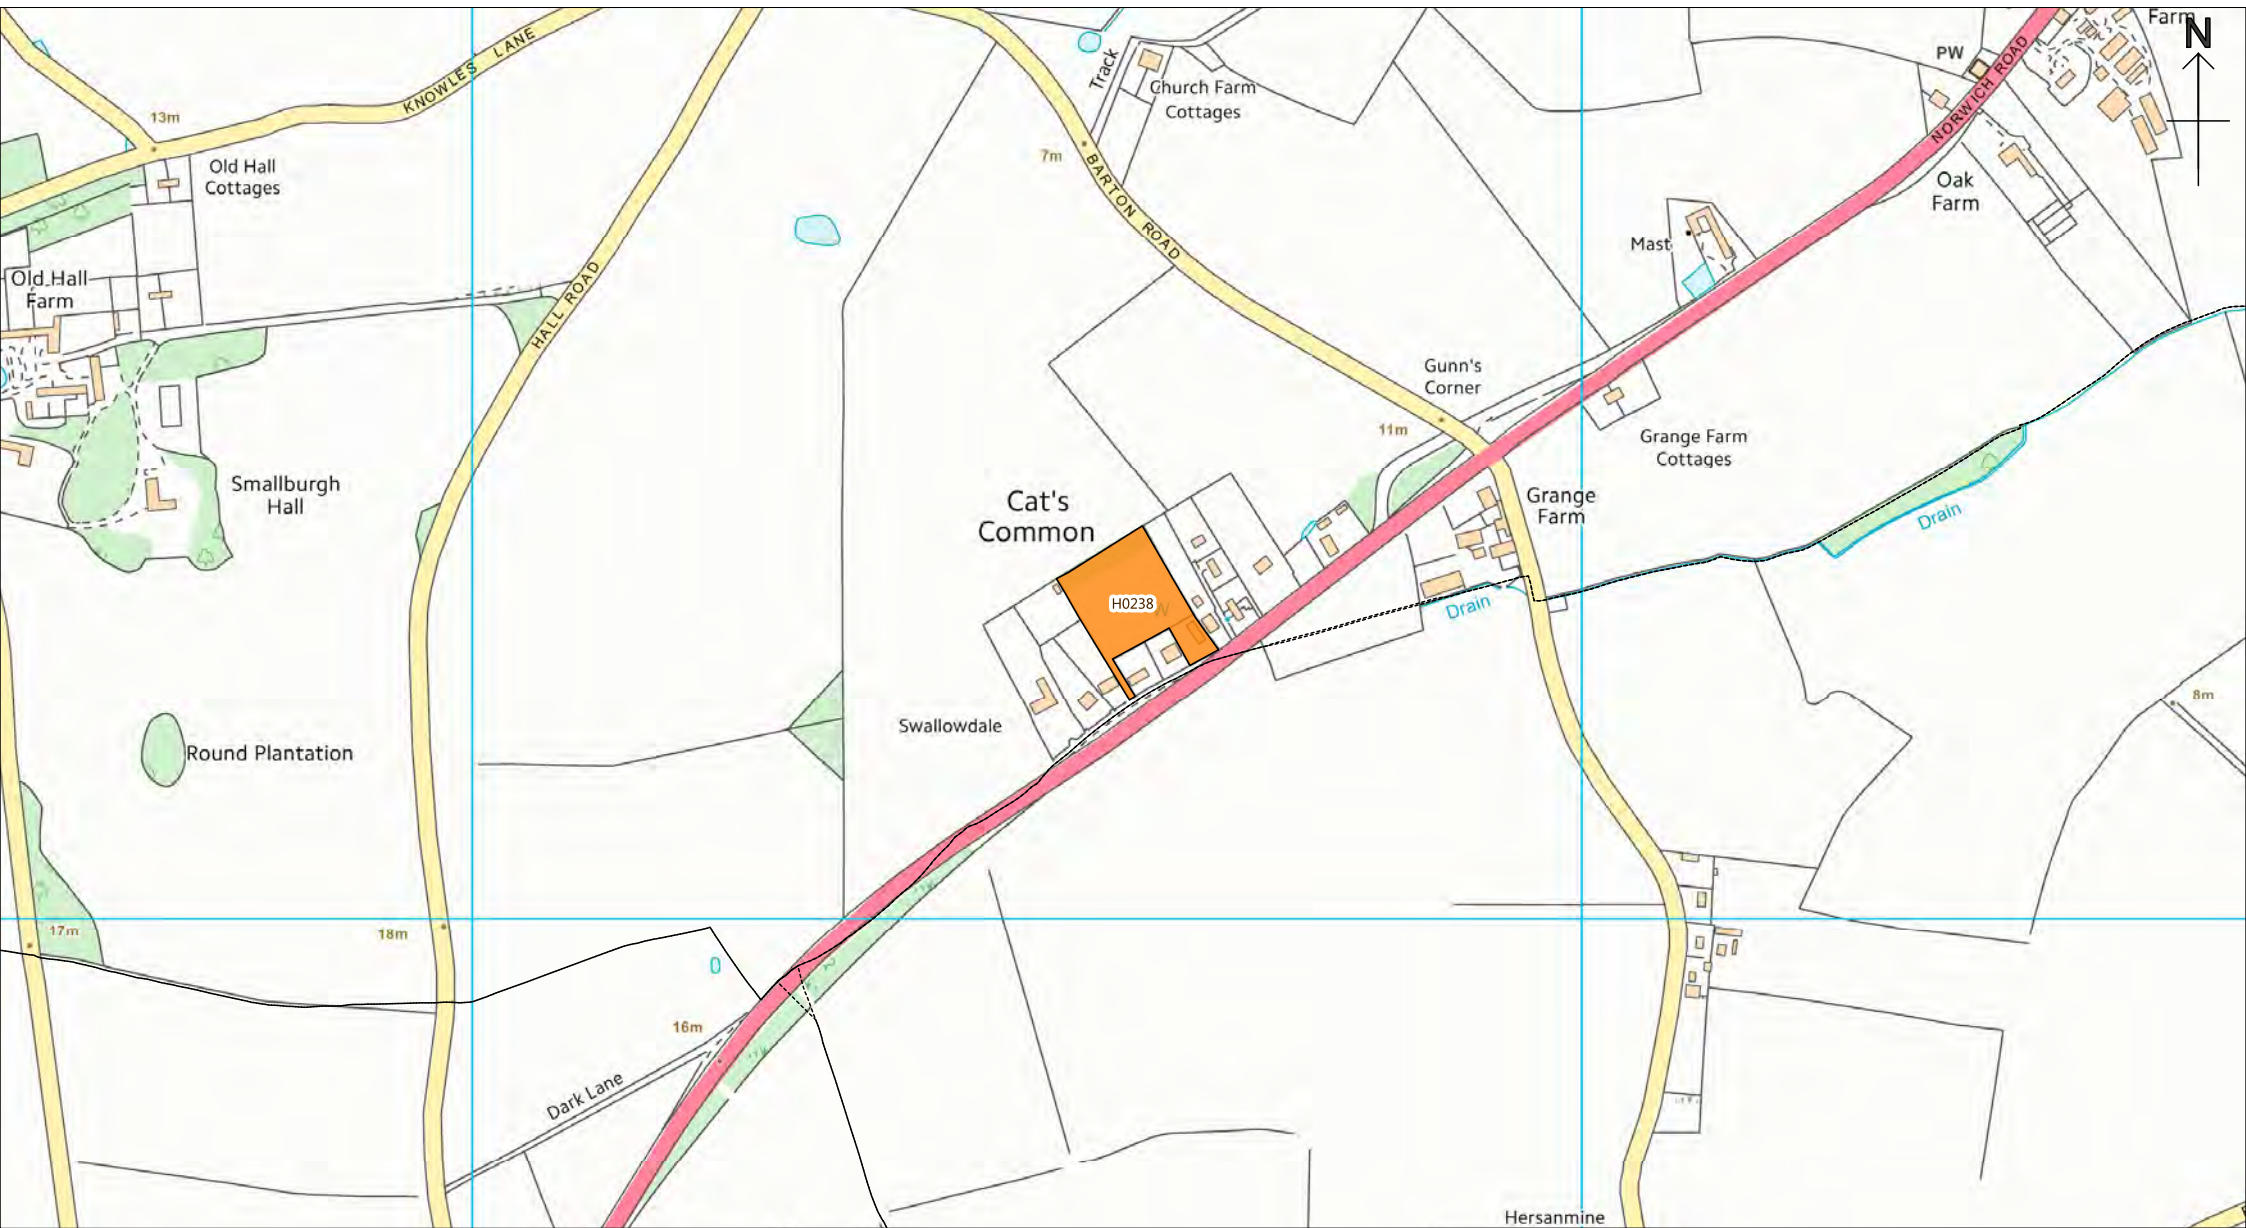 Farm
N
KNOWLES LANE
PW
NORWICH ROAD
Track
Church Farm
Cottages
13m
7m
Old Hall
Cottages
BARTON ROAD
Oak
Farm
Mast
Old Hall
Farm
HALL ROAD
Gunn's
Corner
11m
Grange Farm
Cottages
Smallburgh
Hall
Cat's
Common
Grange
Farm
Drain
H0238
Drain
8m
Swallowdale
Round Plantation
17m
18m
16m
Dark Lane
Hersanmine